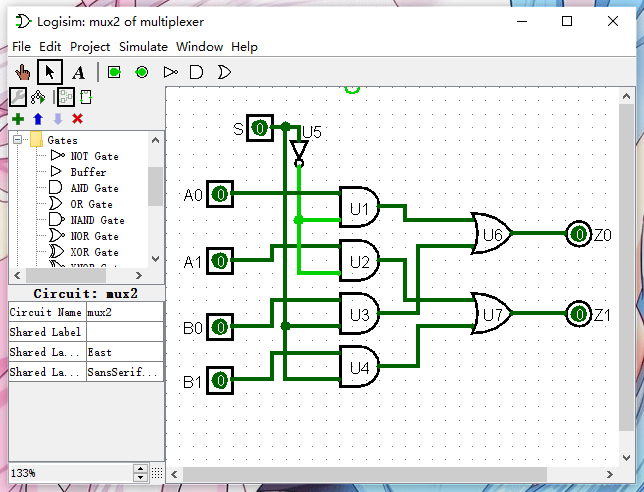 Logisim: mux2 of multiplexer
File Edit Project Simulate Window Help
A
Gates
NOT Gate
Buffer
AND Gate
OR Gate
NAND Gate
NOR Gate
XOR Gate
XNOR Gate
Circuit: mux2
Circuit Name mux2
Shared Label
Shared La... East
Shared La... SansSerif...
133%
S 0 U5
A0 0 U1
U6 0 Z0
A1 0 U2
B0 0 U3
U7 0 Z1
B1 0 U4